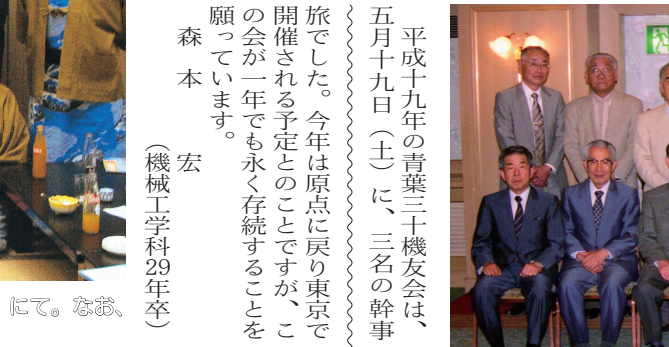 平成十九年の青葉三十機友会は、
五月十九日（土）に、三名の幹事
旅でした。今年は原点に戻り東京で
開催される予定とのことですが、こ
の会が一年でも永く存続することを
願っています。
森本　宏
（機械工学科29年卒）
にて。なお、